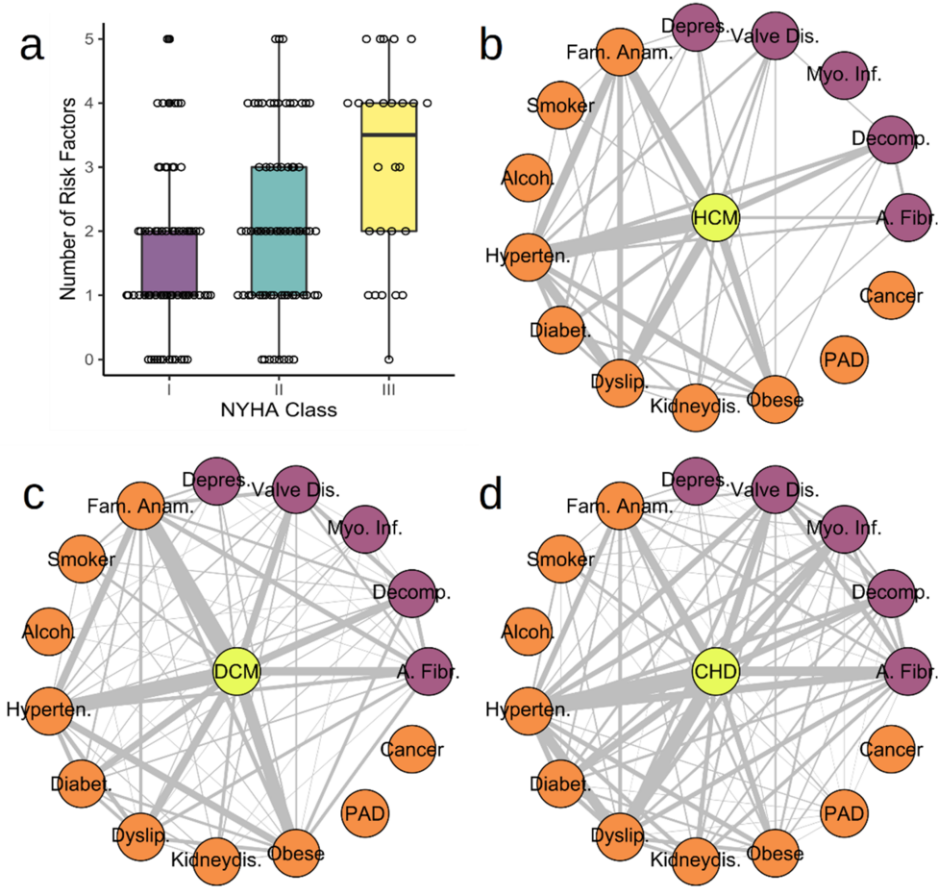 a
Number of Risk Factors
5
4
3
2
1
0
I
II
III
NYHA Class
b
Depres.
Valve Dis.
Fam. Anam.
Myo. Inf.
Smoker
Decomp.
Alcoh.
HCM
A. Fibr.
Hyperten.
Cancer
Diabet.
PAD
Dyslip.
Kidneydis.
Obese
c
Depres.
Valve Dis.
Fam. Anam.
Myo. Inf.
Smoker
Decomp.
Alcoh.
DCM
A. Fibr.
Hyperten.
Cancer
Diabet.
PAD
Dyslip.
Kidneydis.
Obese
d
Depres.
Valve Dis.
Fam. Anam.
Myo. Inf.
Smoker
Decomp.
Alcoh.
CHD
A. Fibr.
Hyperten.
Cancer
Diabet.
PAD
Dyslip.
Kidneydis.
Obese